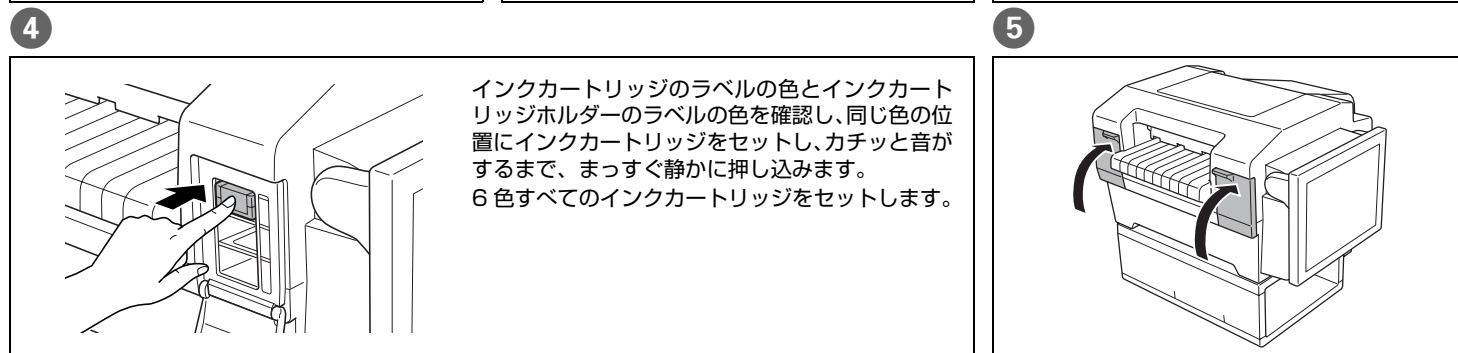 4
インクカートリッジのラベルの色とインクカート
リッジホルダーのラベルの色を確認し、同じ色の位
置にインクカートリッジをセットし、カチッと音が
するまで、まっすぐ静かに押し込みます。
6 色すべてのインクカートリッジをセットします。
5